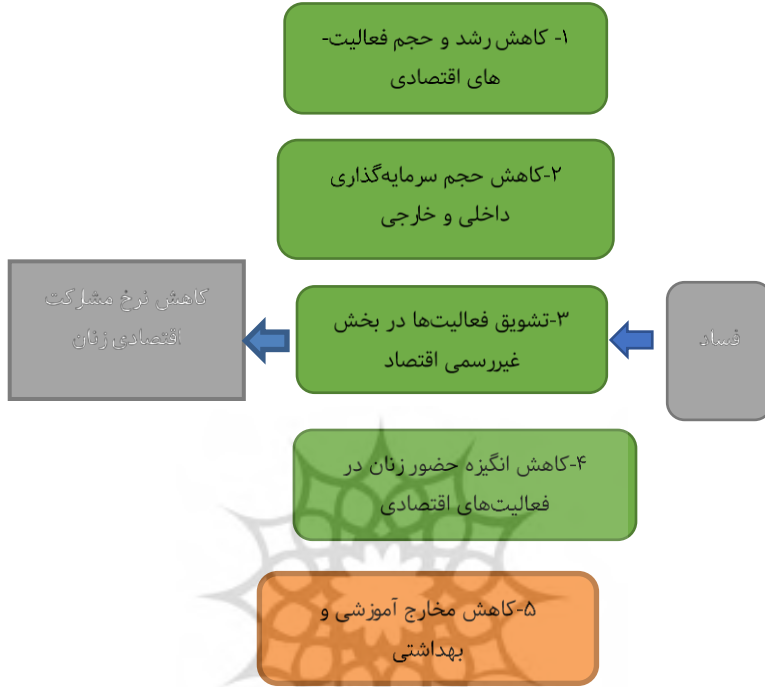 ۱- کاهش رشد و حجم فعالیت-
های اقتصادی
۲-کاهش حجم سرمایه‌گذاری
داخلی و خارجی
فساد
۳-تشویق فعالیت‌ها در بخش
غیررسمی اقتصاد
کاهش نرخ مشارکت
اقتصادی زنان
۴-کاهش انگیزه حضور زنان در
فعالیت‌های اقتصادی
۵-کاهش مخارج آموزشی و
بهداشتی